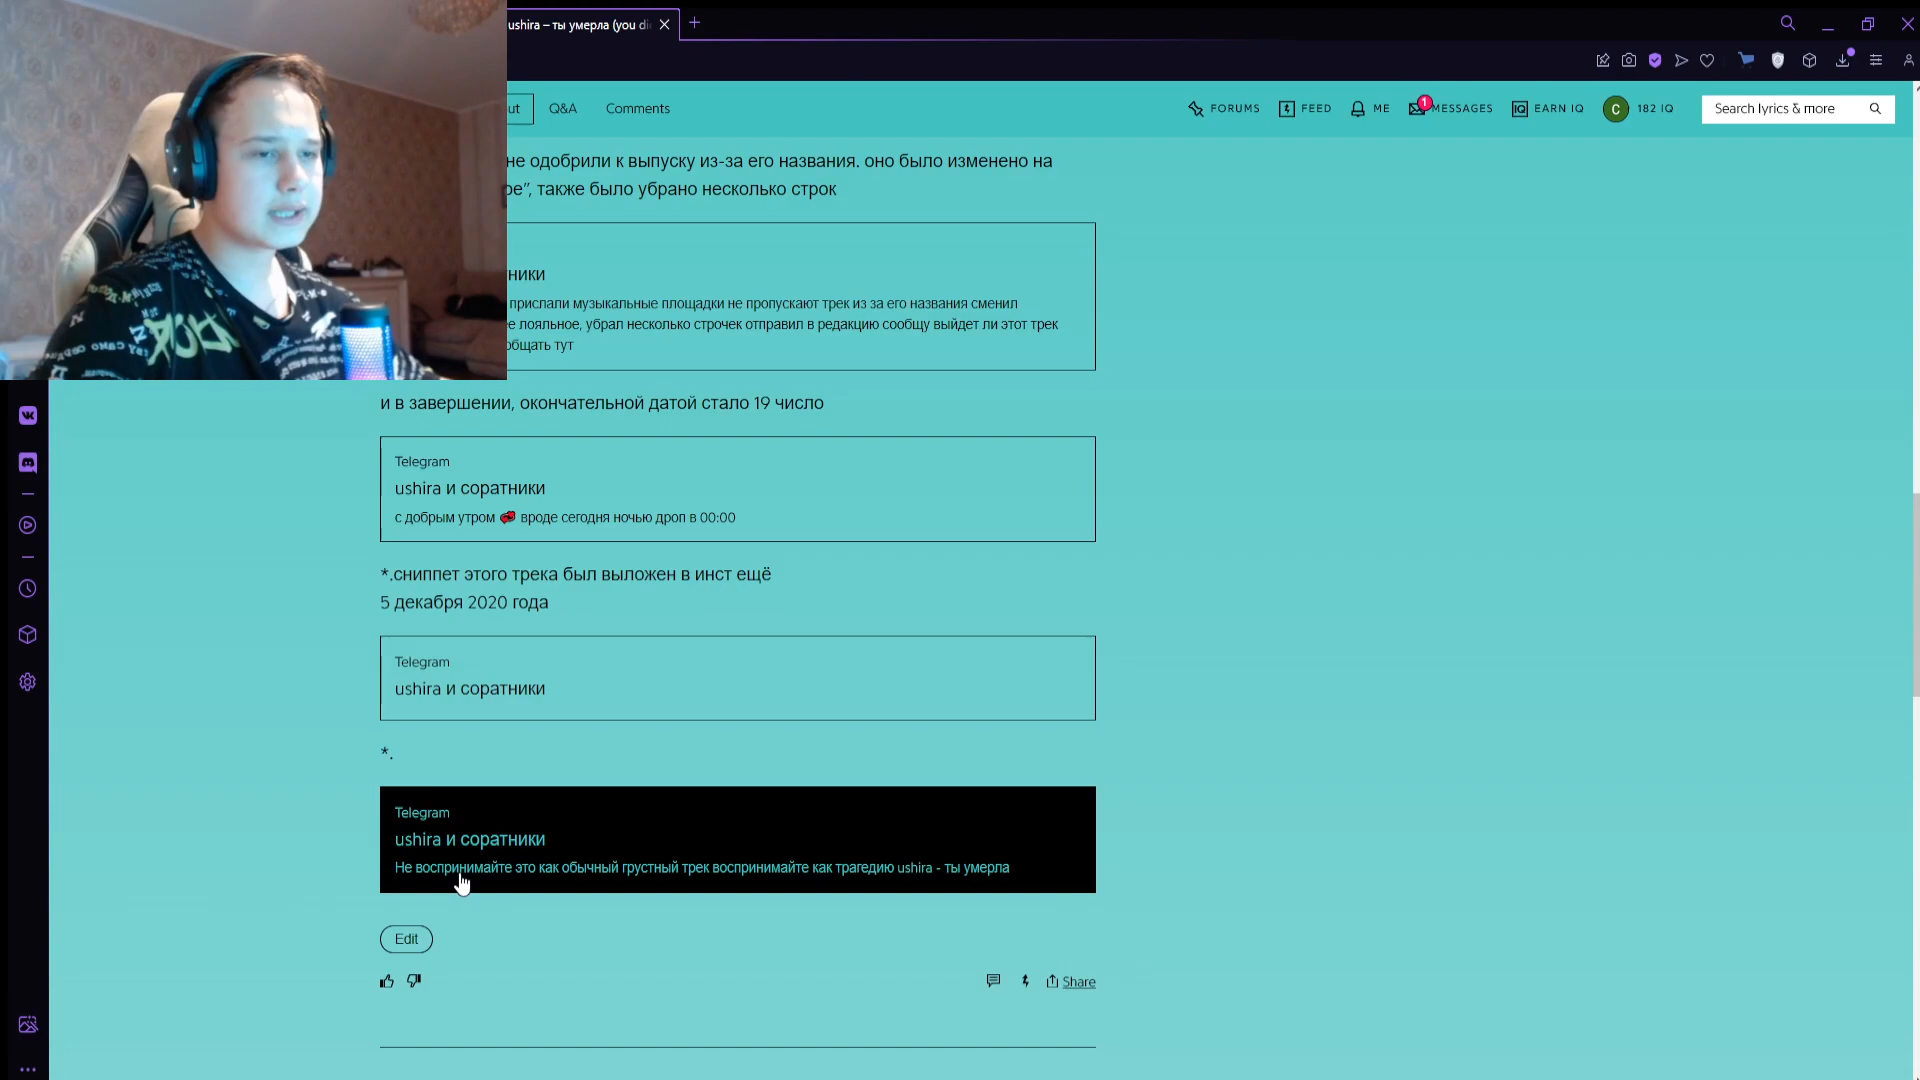 ushira – ты умерла (you di
ut
Q&A
Comments
FORUMS
FEED
ME
1
MESSAGES
IQ
EARN IQ
C
182 IQ
Search lyrics & more
не одобрили к выпуску из-за его названия. оно было изменено на
ре”, также было убрано несколько строк
ники
прислали музыкальные площадки не пропускают трек из за его названия сменил
е лояльное, убрал несколько строчек отправил в редакцию сообщу выйдет ли этот трек
общать тут
и в завершении, окончательной датой стало 19 число
Telegram
ushira и соратники
с добрым утром вроде сегодня ночью дроп в 00:00
*.сниппет этого трека был выложен в инст ещё
5 декабря 2020 года
Telegram
ushira и соратники
*.
Telegram
ushira и соратники
Не воспринимайте это как обычный грустный трек воспринимайте как трагедию ushira - ты умерла
Edit
Share